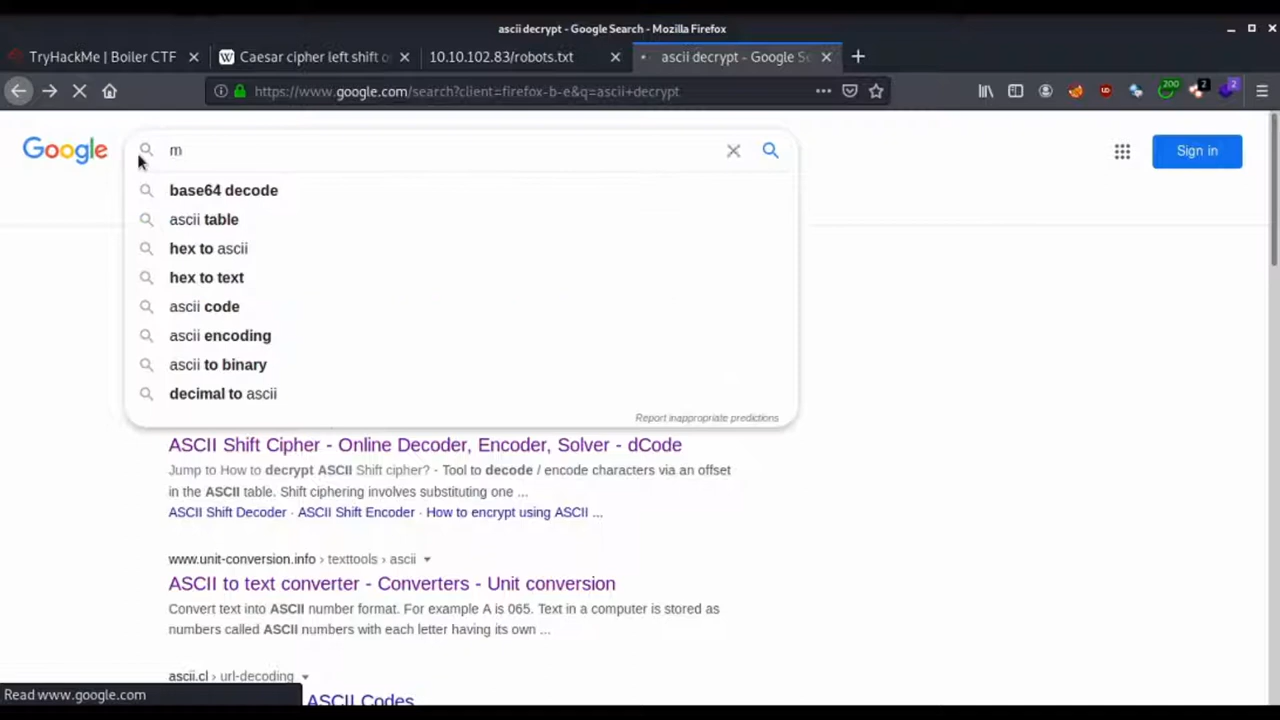 ascii decrypt - Google Search - Mozilla Firefox
TryHackMe | Boiler CTF
Caesar cipher left shift o
10.10.102.83/robots.txt
ascii decrypt - Google Se
https://www.google.com/search?client=firefox-b-e&q=ascii+decrypt
200
2
2
Google
m
Sign in
base64 decode
ascii table
hex to ascii
hex to text
ascii code
ascii encoding
ascii to binary
decimal to ascii
Report inappropriate predictions
ASCII Shift Cipher - Online Decoder, Encoder, Solver - dCode
Jump to How to decrypt ASCII Shift cipher? - Tool to decode / encode characters via an offset
in the ASCII table. Shift ciphering involves substituting one ...
ASCII Shift Decoder · ASCII Shift Encoder · How to encrypt using ASCII ...
www.unit-conversion.info › texttools › ascii
ASCII to text converter - Converters - Unit conversion
Convert text into ASCII number format. For example A is 065. Text in a computer is stored as
numbers called ASCII numbers with each letter having its own ...
ascii.cl › url-decoding
ASCII Codes
Read www.google.com